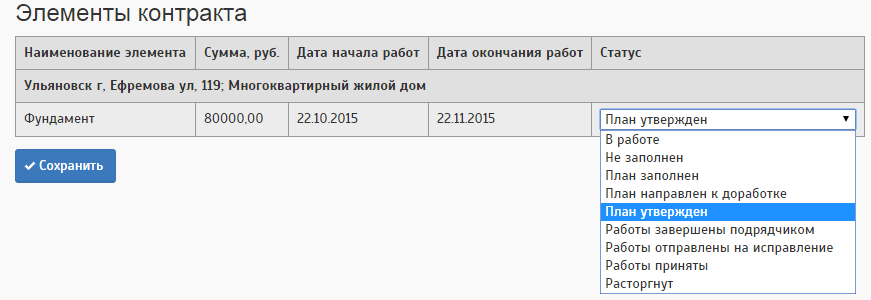 Элементы контракта
Наименование элемента Сумма, руб. Дата начала работ Дата окончания работ Статус
Ульяновск г, Ефремова ул, 119; Многоквартирный жилой дом
Фундамент 80000,00 22.10.2015 22.11.2015 План утвержден
В работе
Не заполнен
План заполнен
План направлен к доработке
План утвержден
Работы завершены подрядчиком
Работы отправлены на исправление
Работы приняты
Расторгнут
Сохранить